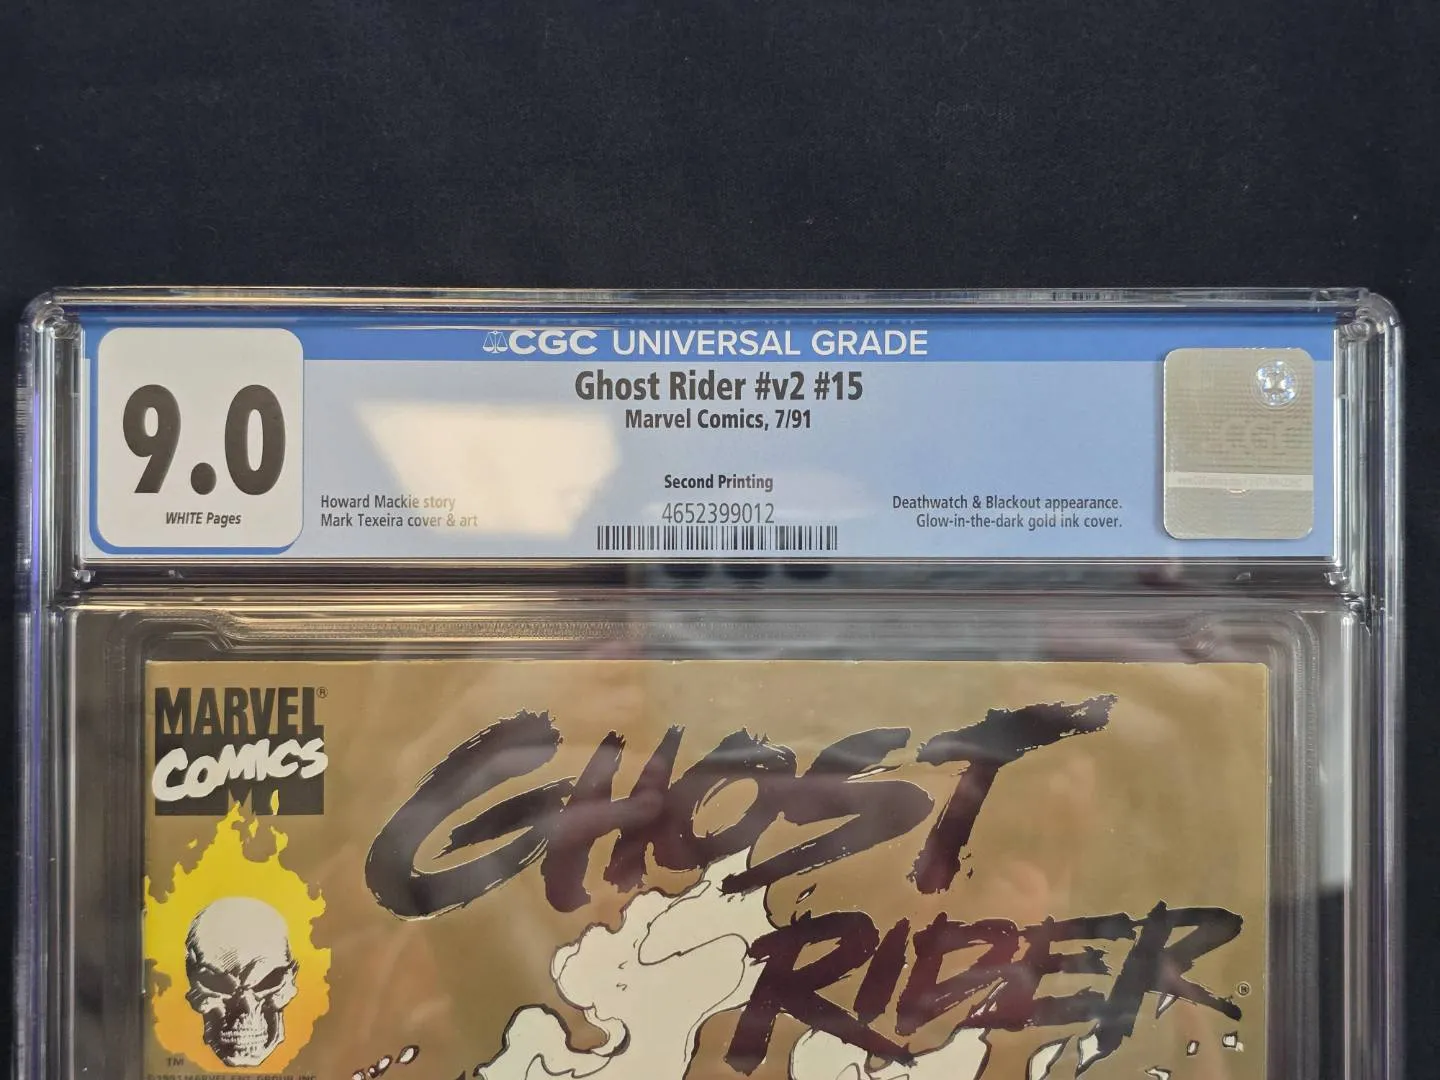 CGC UNIVERSAL GRADE
9.0
WHITE Pages
Ghost Rider #v2 #15
Marvel Comics, 7/91
Second Printing
4652399012
Howard Mackie story
Mark Texeira cover & art
Deathwatch & Blackout appearance.
Glow-in-the-dark gold ink cover.
CGC
MARVEL®
COMICS
GHOST
RIDER®
TM